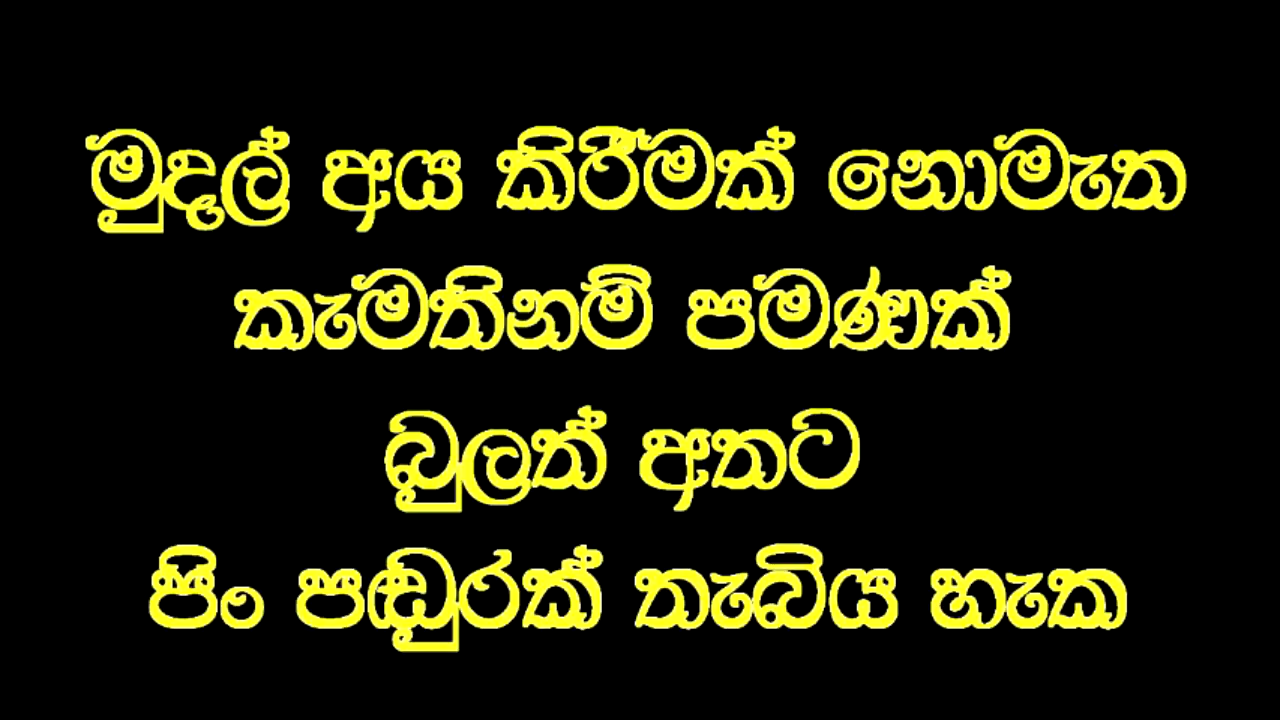 මුදල් අය කිරීමක් නොමැත
කැමතිනම් පමණක්
බුලත් අතට
පිං පඬුරක් තැබිය හැක